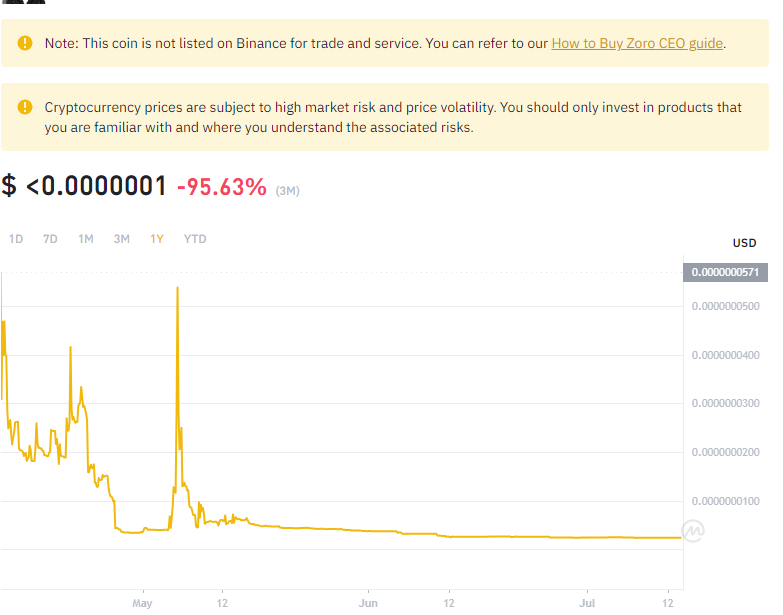 Note: This coin is not listed on Binance for trade and service. You can refer to our How to Buy Zoro CEO guide.
Cryptocurrency prices are subject to high market risk and price volatility. You should only invest in products that
you are familiar with and where you understand the associated risks.
$ <0.0000001 -95.63% (3M)
1D 7D 1M 3M 1Y YTD
USD
0.0000000571
0.0000000500
0.0000000400
0.0000000300
0.0000000200
0.0000000100
May 12 Jun 12 Jul 12